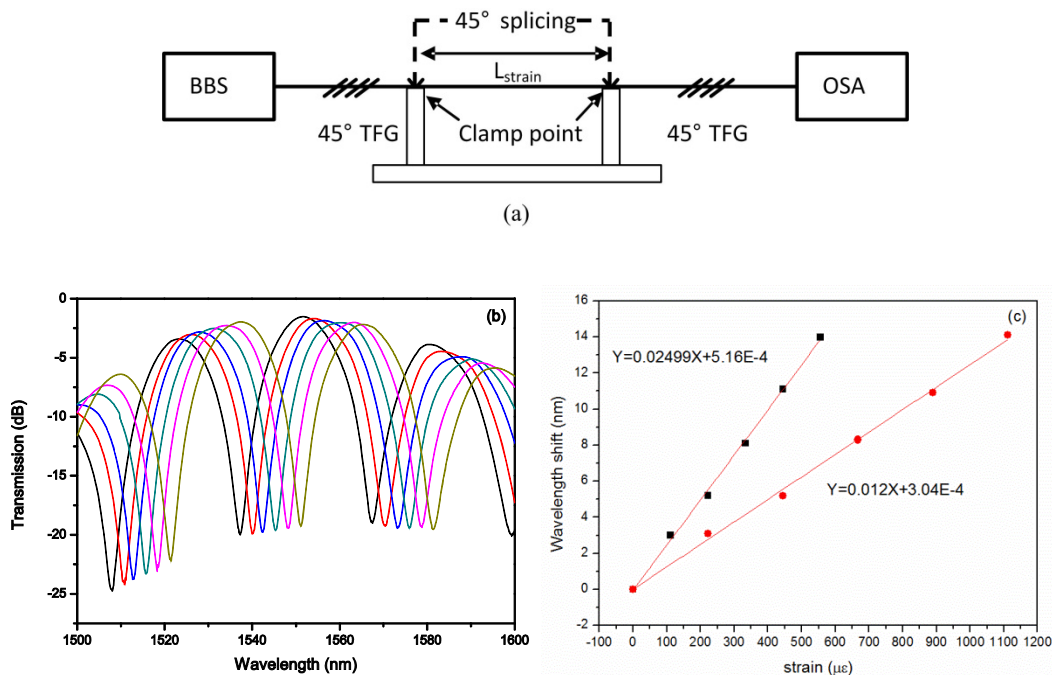 45° splicing
BBS
L_strain
OSA
45° TFG
Clamp point
45° TFG
(a)
(b)
0
-5
-10
-15
-20
-25
Transmission (dB)
1500 1520 1540 1560 1580 1600
Wavelength (nm)
(c)
16
14
12
10
8
6
4
2
0
-2
Wavelength shift (nm)
Y=0.02499X+5.16E-4
Y=0.012X+3.04E-4
-100 0 100 200 300 400 500 600 700 800 900 1000 1100 1200
strain (με)